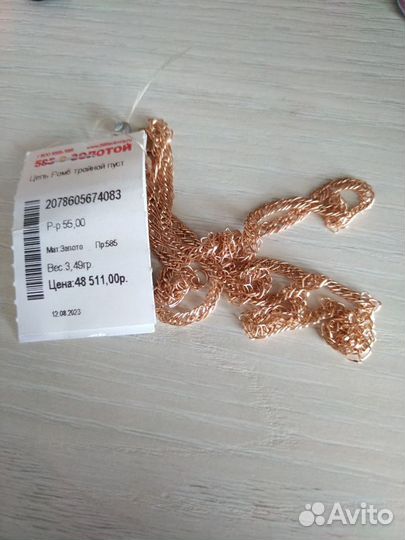 585 ЗОЛОТОЙ
Цепь Ромб тройной пуст
2078605674083
Р-р 55,00
Мат:Золото Пр:585
Вес:3,49гр
Цена:48 511,00р.
12.08.2023
Avito